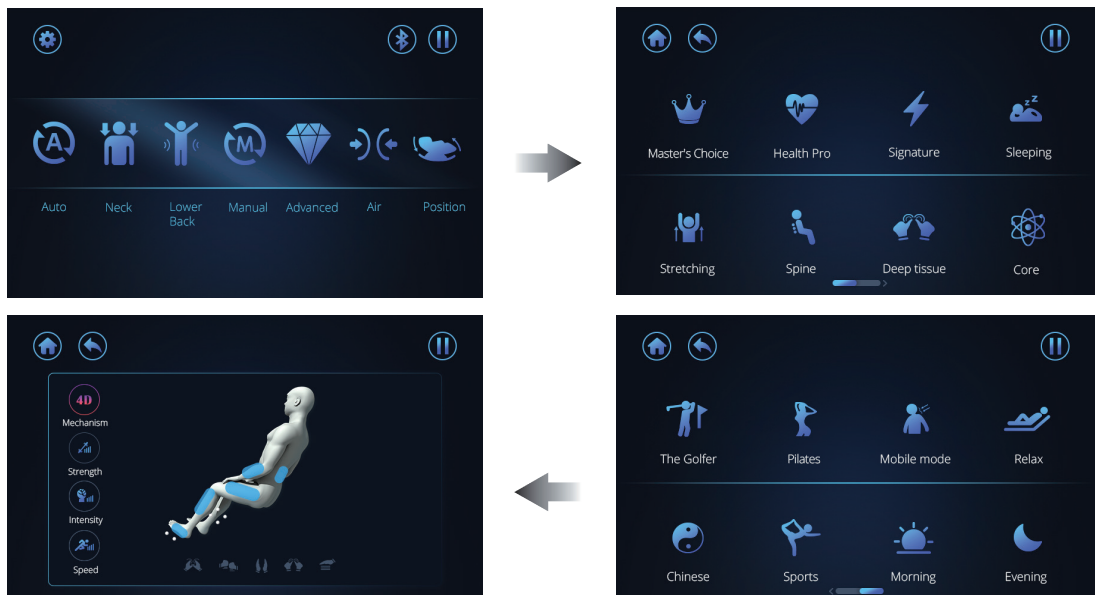 A
M
Auto
Neck
Lower
Back
Manual
Advanced
Air
Position
z z
Master's Choice
Health Pro
Signature
Sleeping
Stretching
Spine
Deep tissue
Core
4D
Mechanism
Strength
Intensity
Speed
The Golfer
Pilates
Mobile mode
Relax
Chinese
Sports
Morning
Evening